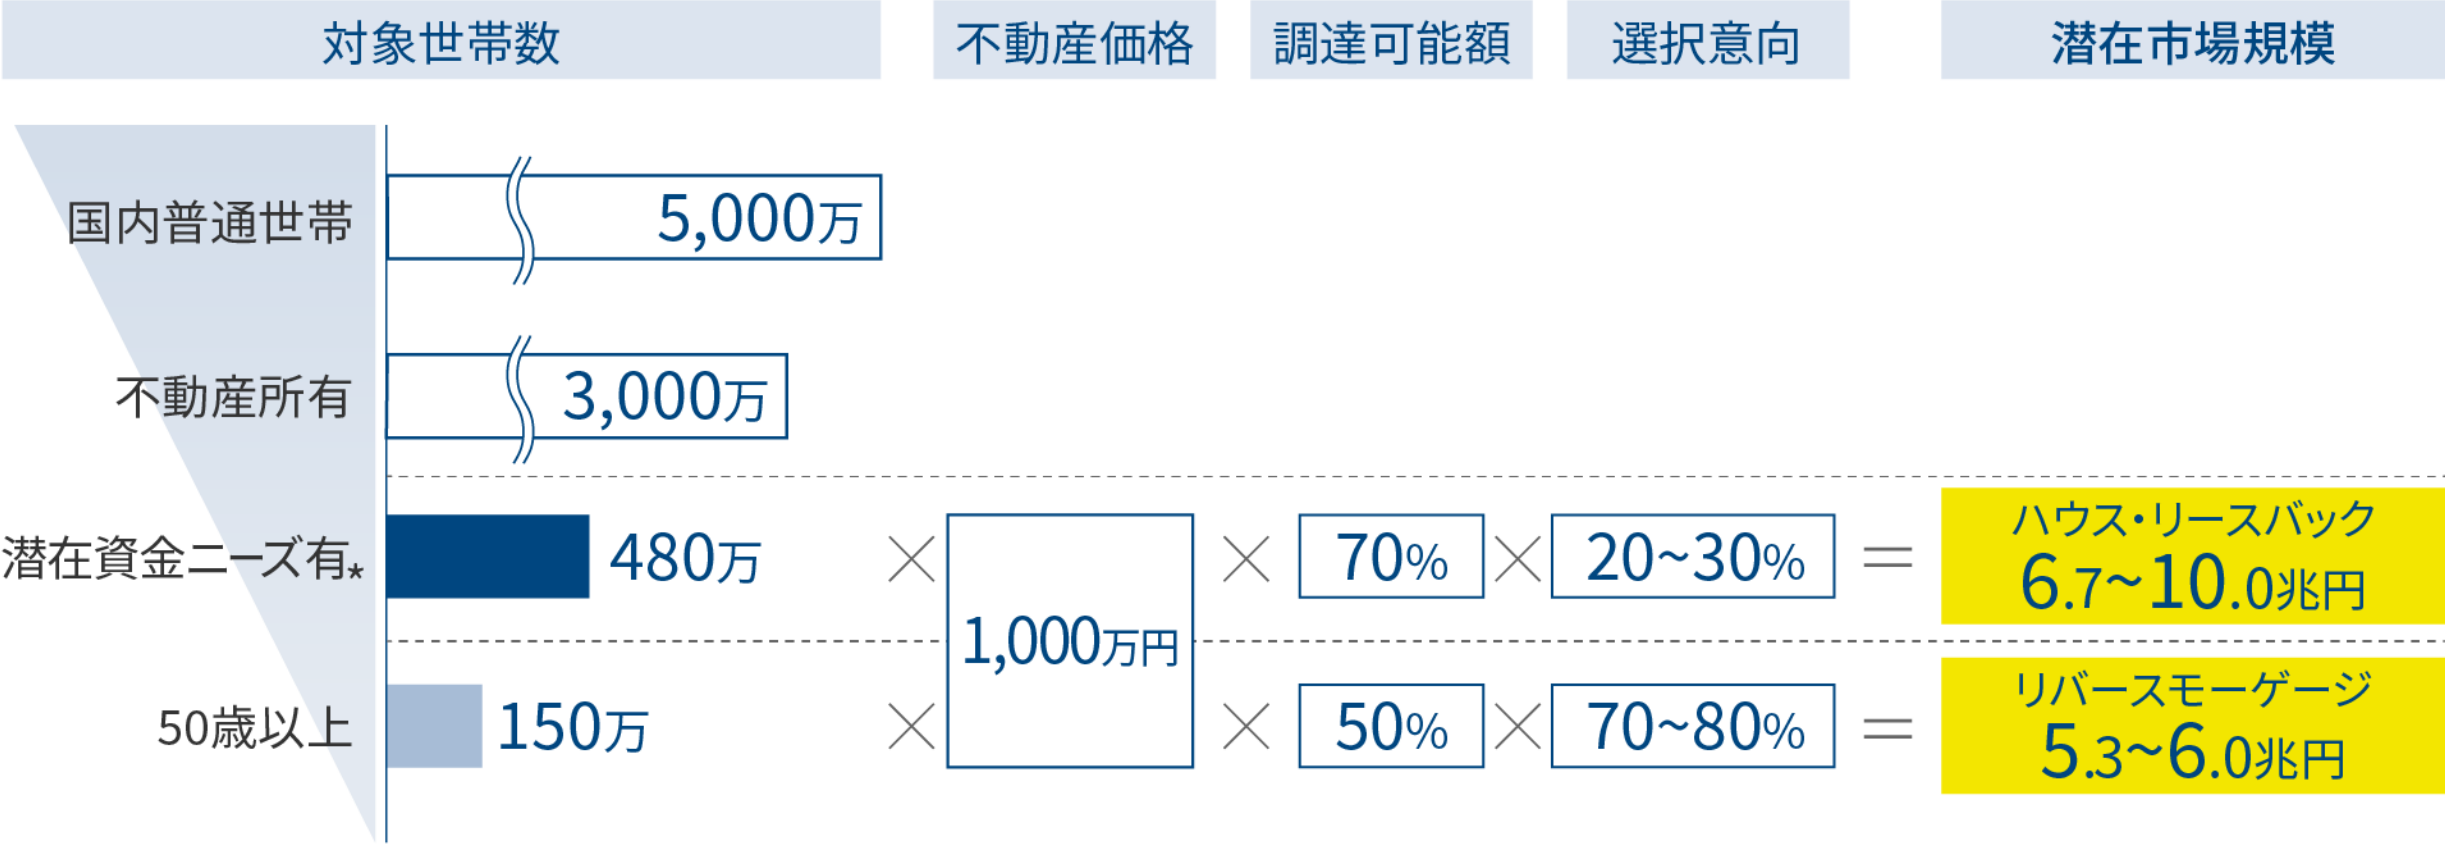 対象世帯数 不動産価格 調達可能額 選択意向 潜在市場規模
国内普通世帯 5,000万
不動産所有 3,000万
潜在資金ニーズ有* 480万 × 1,000万円 × 70% × 20~30% = ハウス・リースバック
6.7~10.0兆円
50歳以上 150万 × × 50% × 70~80% = リバースモーゲージ
5.3~6.0兆円